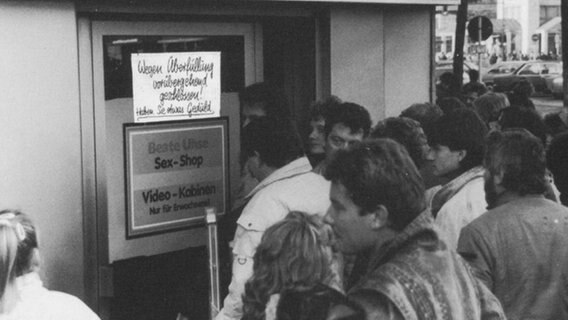 Wegen Überfüllung
vorübergehend
geschlossen!
Haben Sie etwas Geduld,
Beate Uhse
Sex-Shop
Video-Kabinen
Nur für Erwachsene!